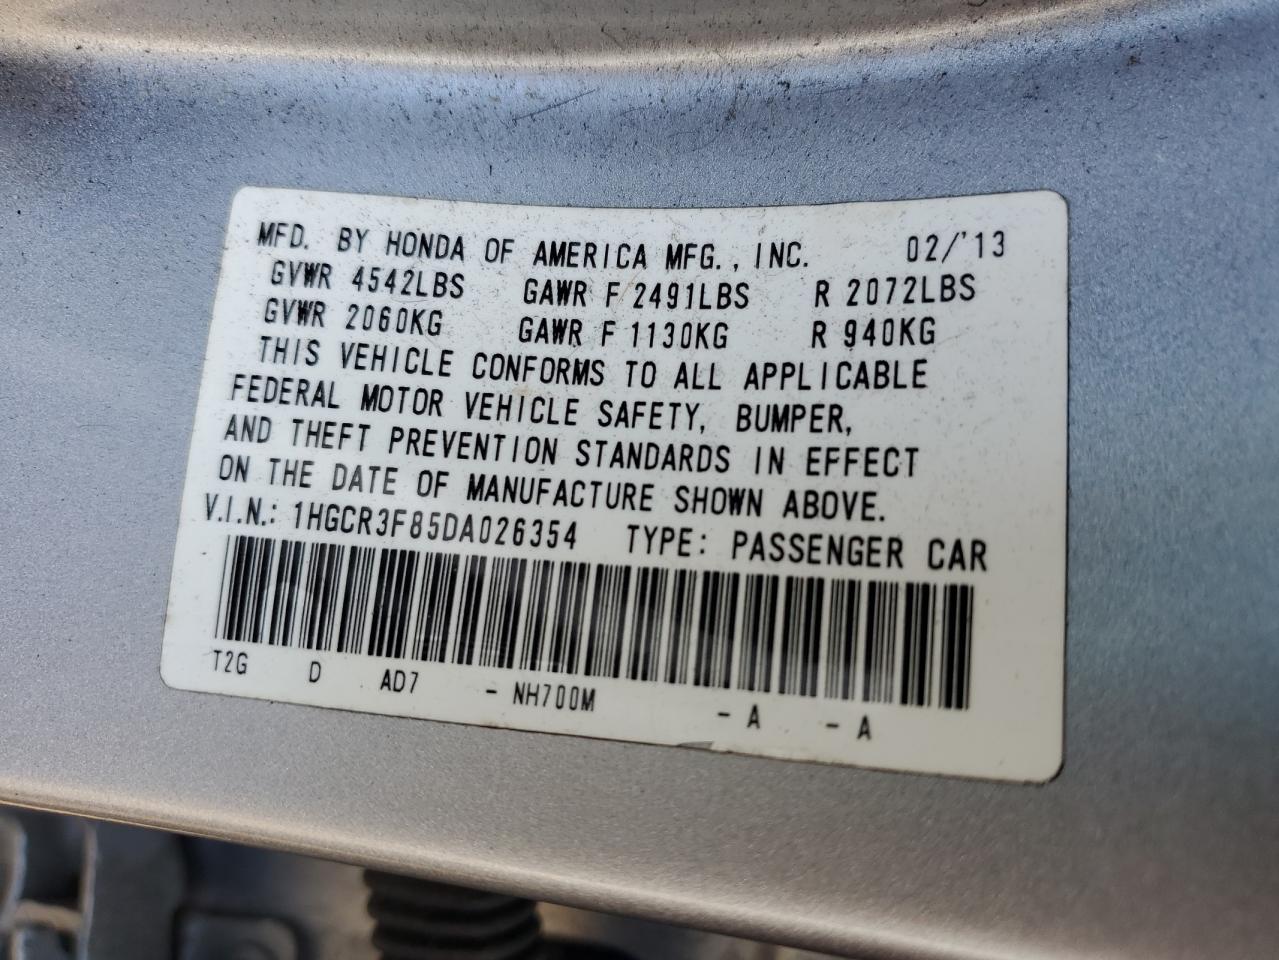 MFD. BY HONDA OF AMERICA MFG., INC. 02/'13
GVWR 4542LBS GAWR F 2491LBS R 2072LBS
GVWR 2060KG GAWR F 1130KG R 940KG
THIS VEHICLE CONFORMS TO ALL APPLICABLE
FEDERAL MOTOR VEHICLE SAFETY, BUMPER,
AND THEFT PREVENTION STANDARDS IN EFFECT
ON THE DATE OF MANUFACTURE SHOWN ABOVE.
V.I.N.: 1HGCR3F85DA026354 TYPE: PASSENGER CAR
T2G D AD7 - NH700M - A - A